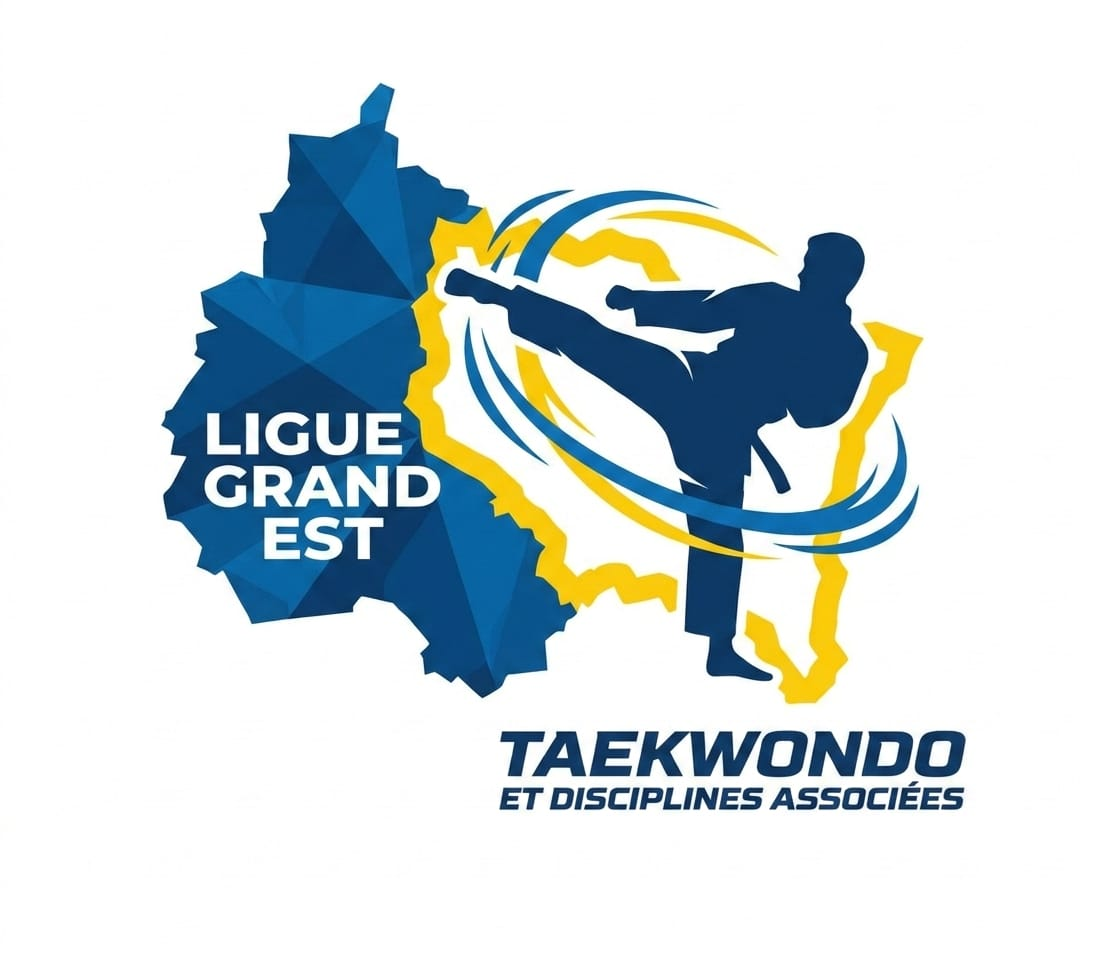 LIGUE
GRAND
EST
TAEKWONDO
ET DISCIPLINES ASSOCIÉES